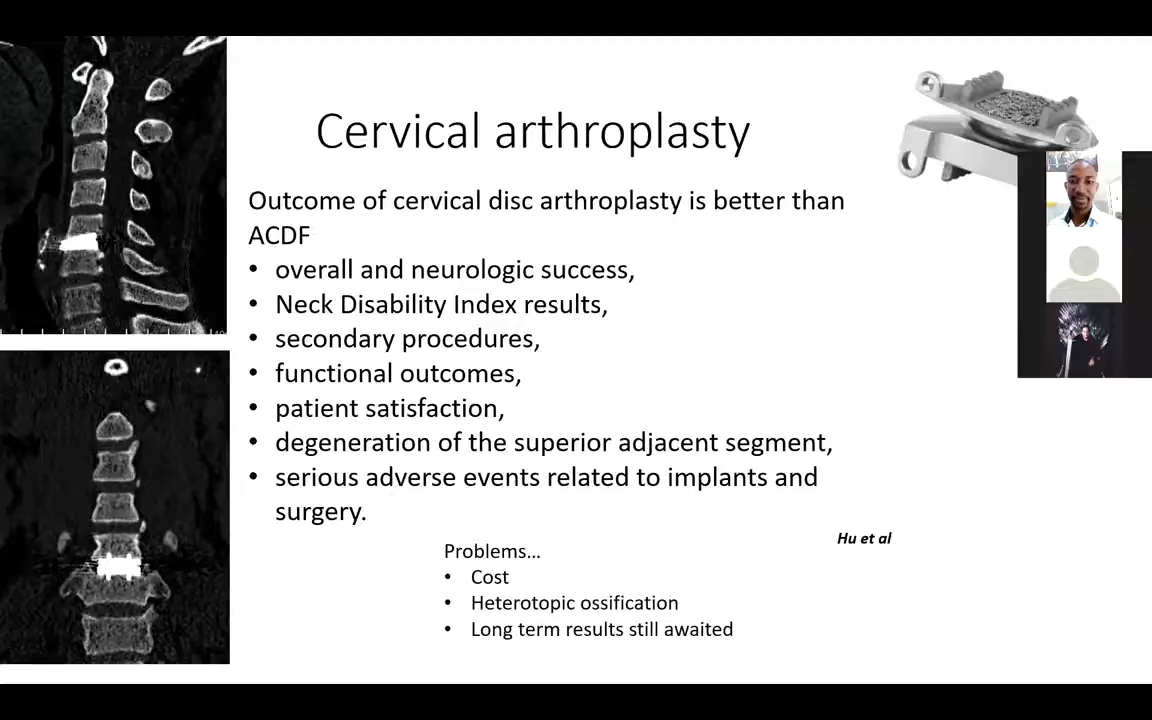 Cervical arthroplasty
Outcome of cervical disc arthroplasty is better than
ACDF
• overall and neurologic success,
• Neck Disability Index results,
• secondary procedures,
• functional outcomes,
• patient satisfaction,
• degeneration of the superior adjacent segment,
• serious adverse events related to implants and
surgery.
Hu et al
Problems...
• Cost
• Heterotopic ossification
• Long term results still awaited